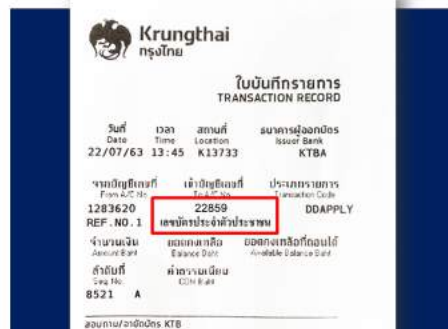 Krungthai
กรุงไทย
ใบบันทึกรายการ
TRANSACTION RECORD
วันที่ เวลา สถานที่ ธนาคารผู้ออกบัตร
Date Time Location Issuer Bank
22/07/63 13:45 K13733 KTBA
จากบัญชีเลขที่ เข้าบัญชีเลขที่ ประเภทรายการ
From A/C No. To A/C No. Transaction Code
1283620 22859 DDAPPLY
REF.NO.1 เลขบัตรประจำตัวประชาชน
จำนวนเงิน ยอดคงเหลือ ยอดคงเหลือที่ถอนได้
Amount Baht Balance Baht Available Balance Baht
ลำดับที่ ค่าธรรมเนียม
Seq. No. Baht
8521 A
สอบถาม/อายัดบัตร KTB